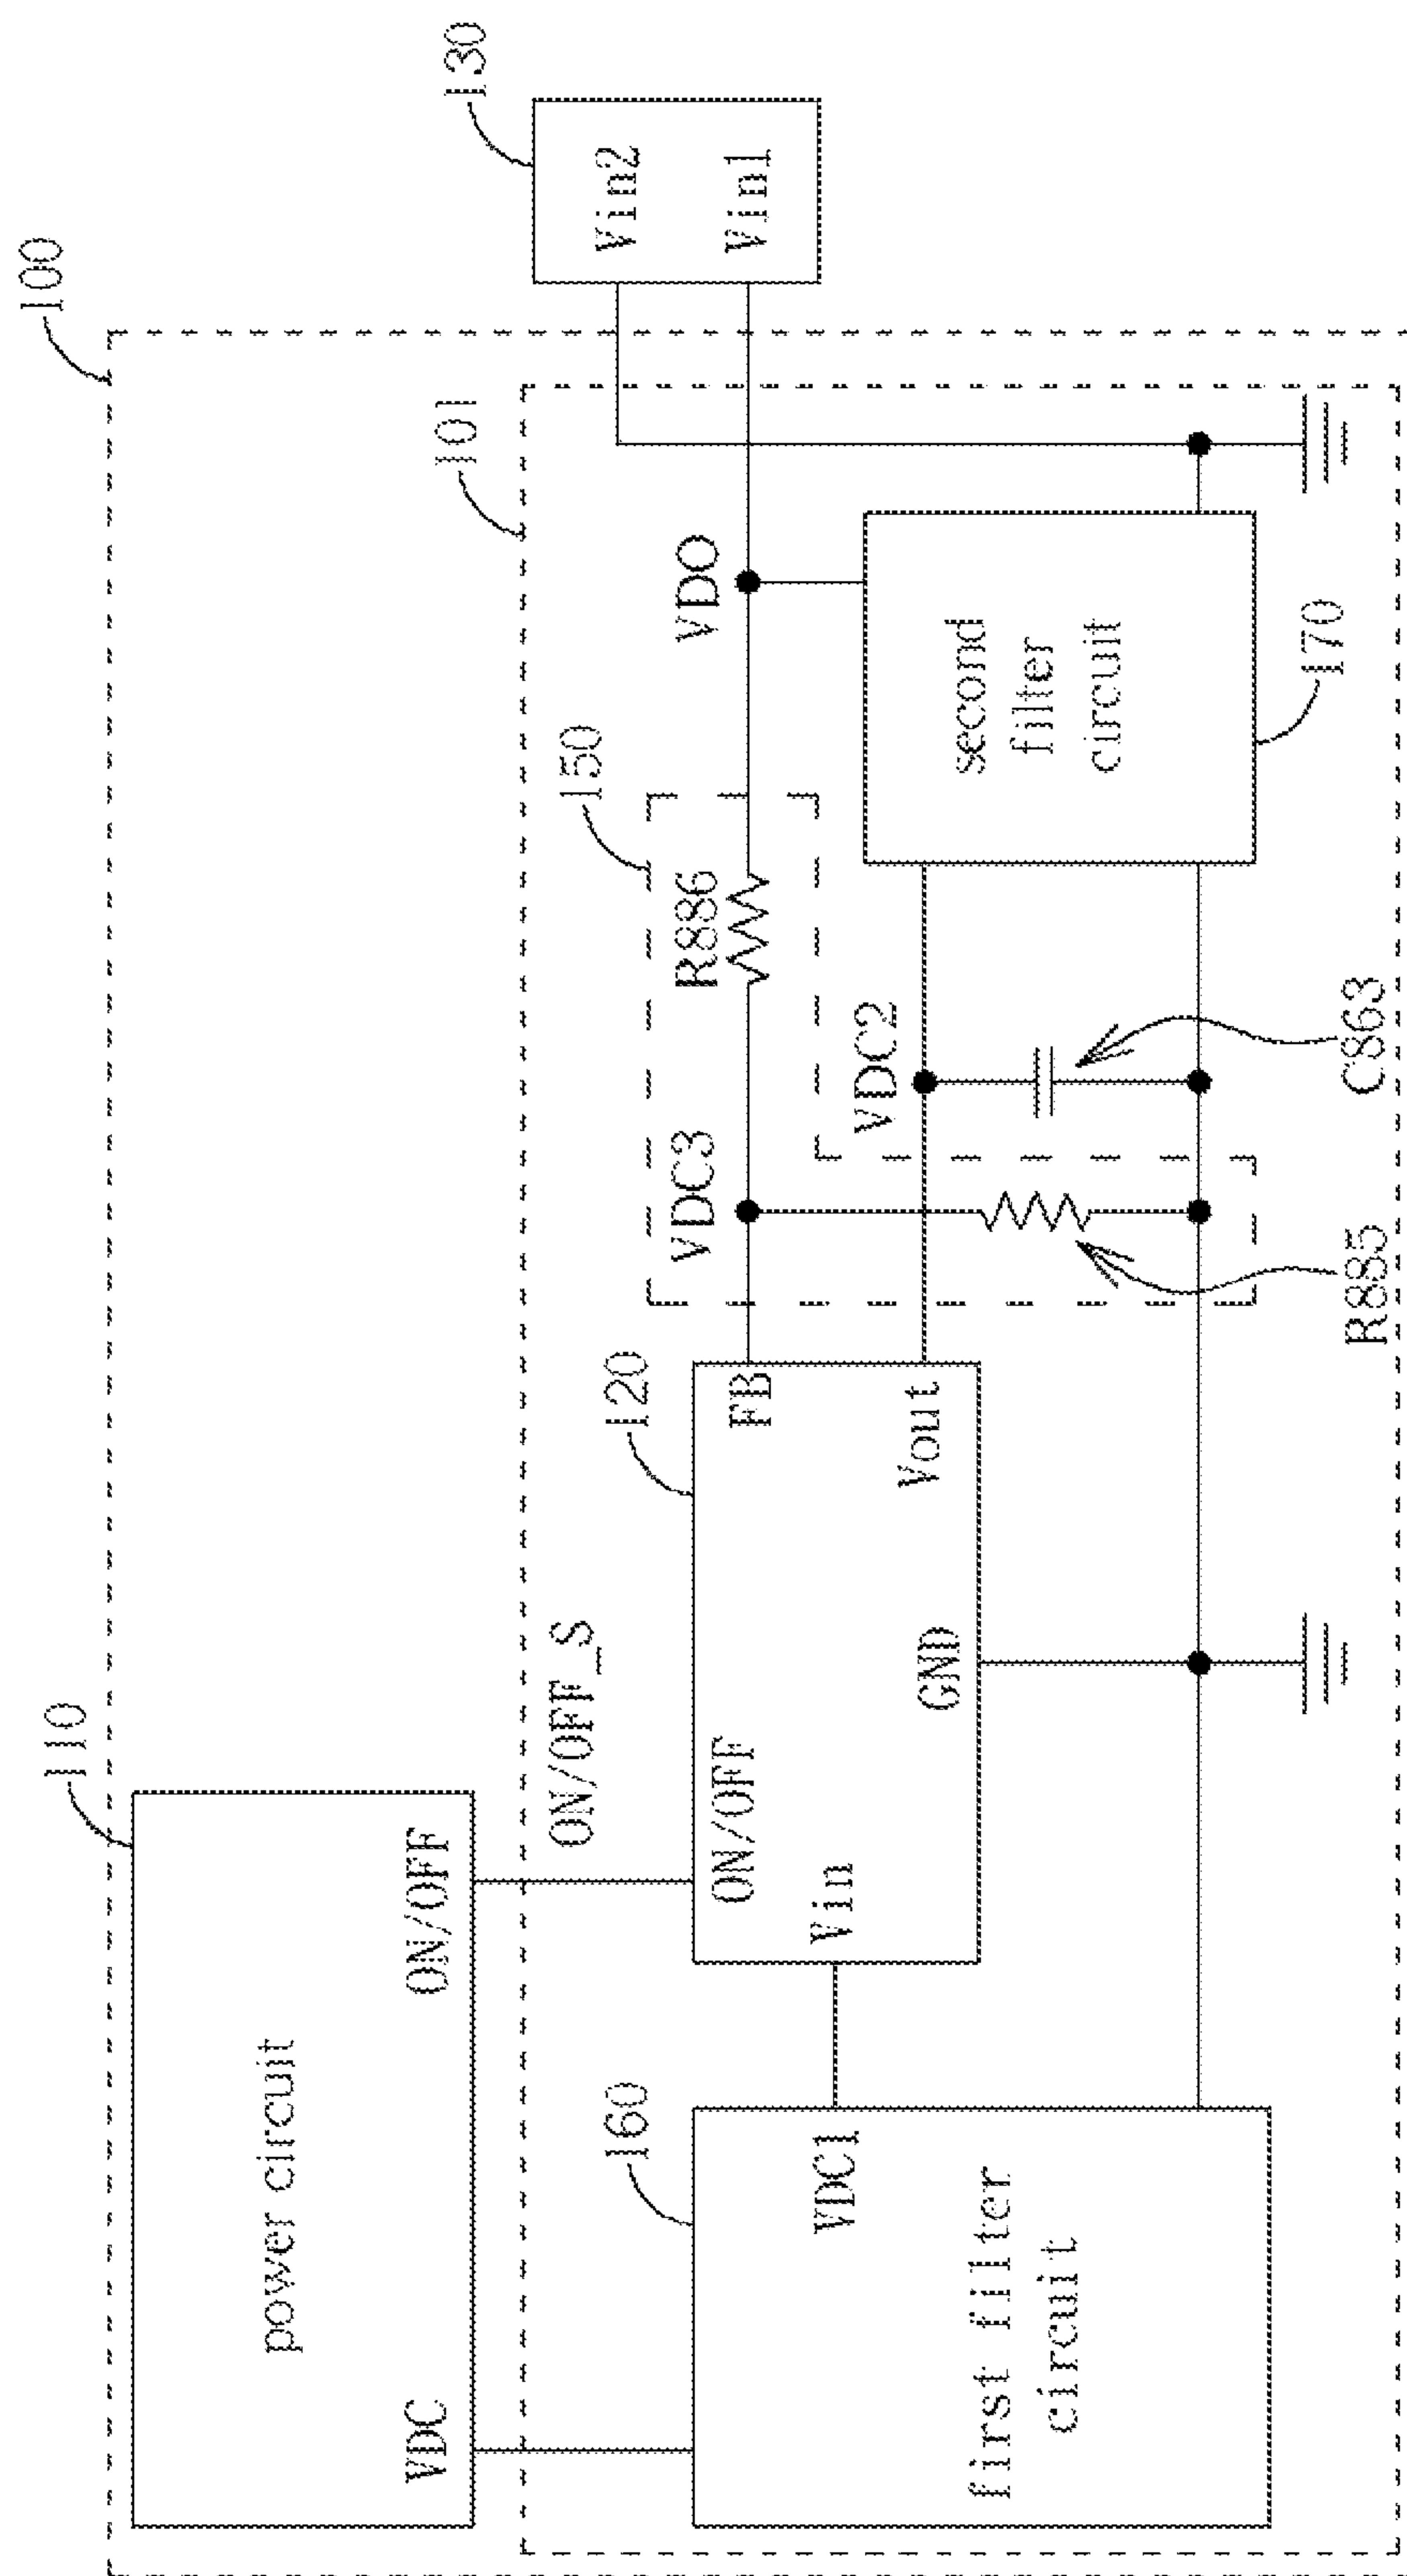 100
110
power circuit
VDC
ON/OFF
130
Vin2
Vin1
101
ON/OFF_S
150
160
120
VDC3
R886
VDO
ON/OFF
FB
VDC1
Vin
VDC2
Vout
GND
first filter
circuit
second
filter
circuit
170
R885
C863